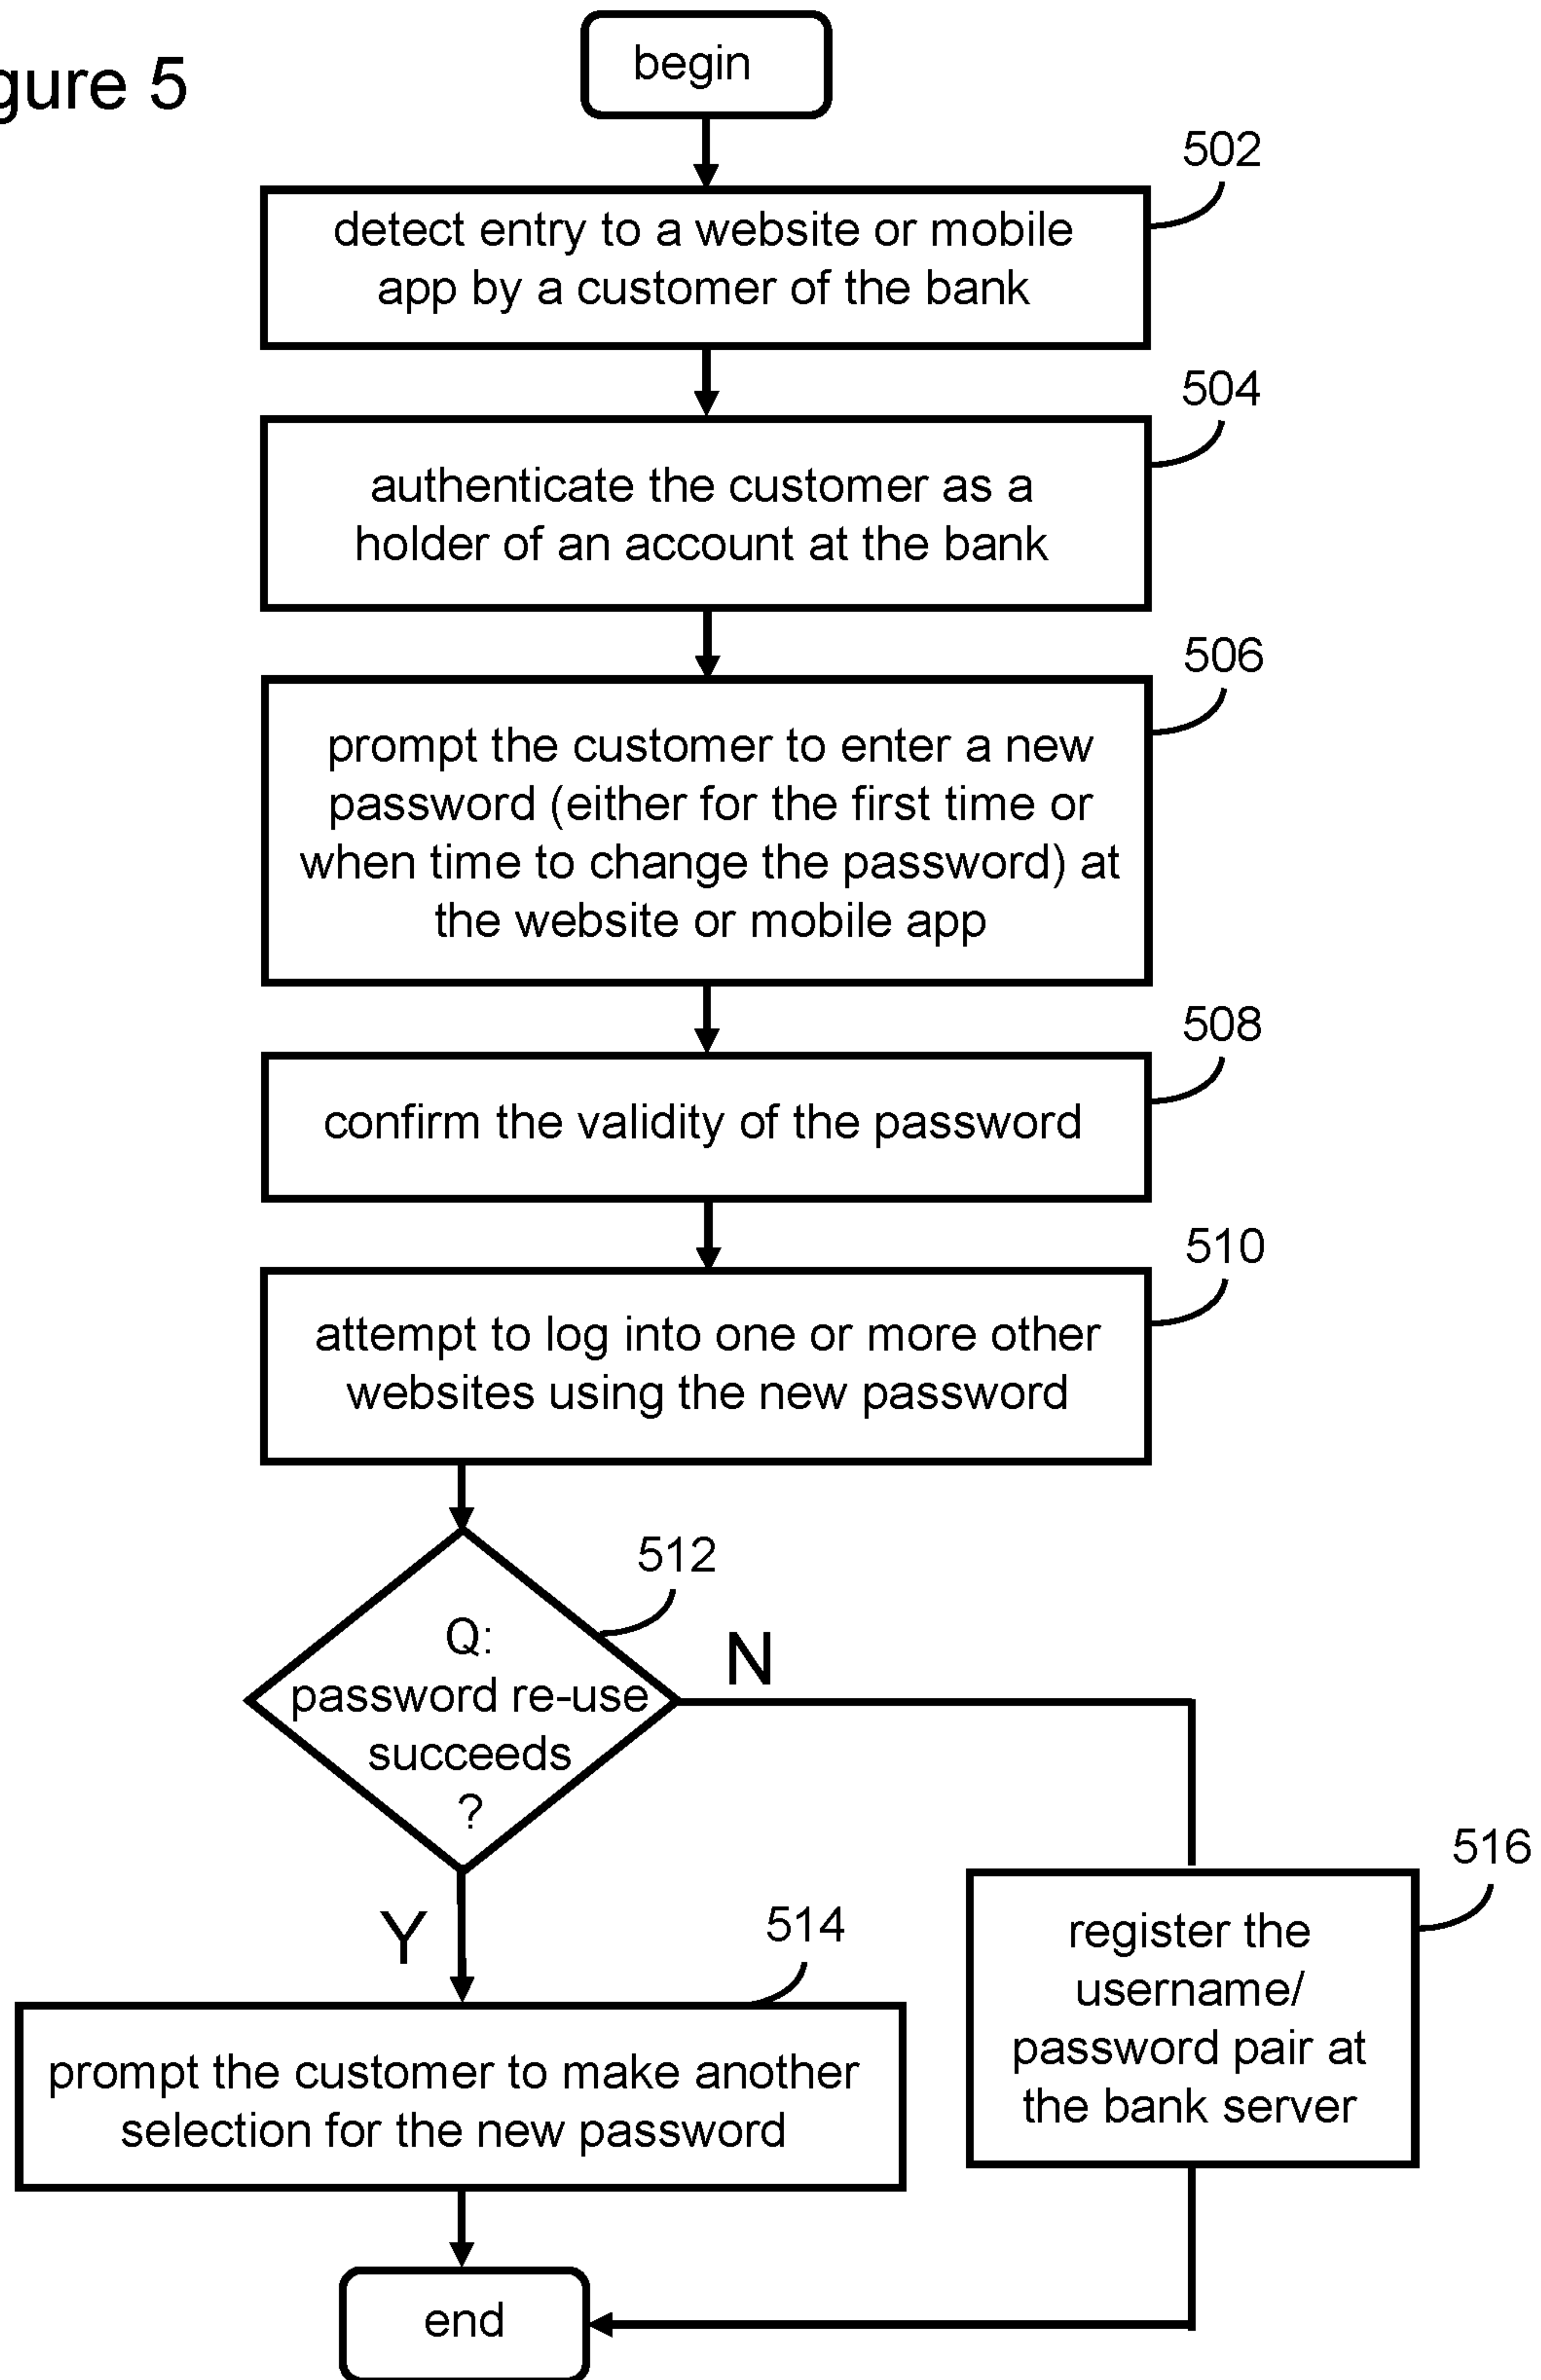 gure 5
begin
502
detect entry to a website or mobile
app by a customer of the bank
504
authenticate the customer as a
holder of an account at the bank
506
prompt the customer to enter a new
password (either for the first time or
when time to change the password) at
the website or mobile app
508
confirm the validity of the password
510
attempt to log into one or more other
websites using the new password
512
Q:
password re-use
succeeds
?
N
Y
514
prompt the customer to make another
selection for the new password
516
register the
username/
password pair at
the bank server
end